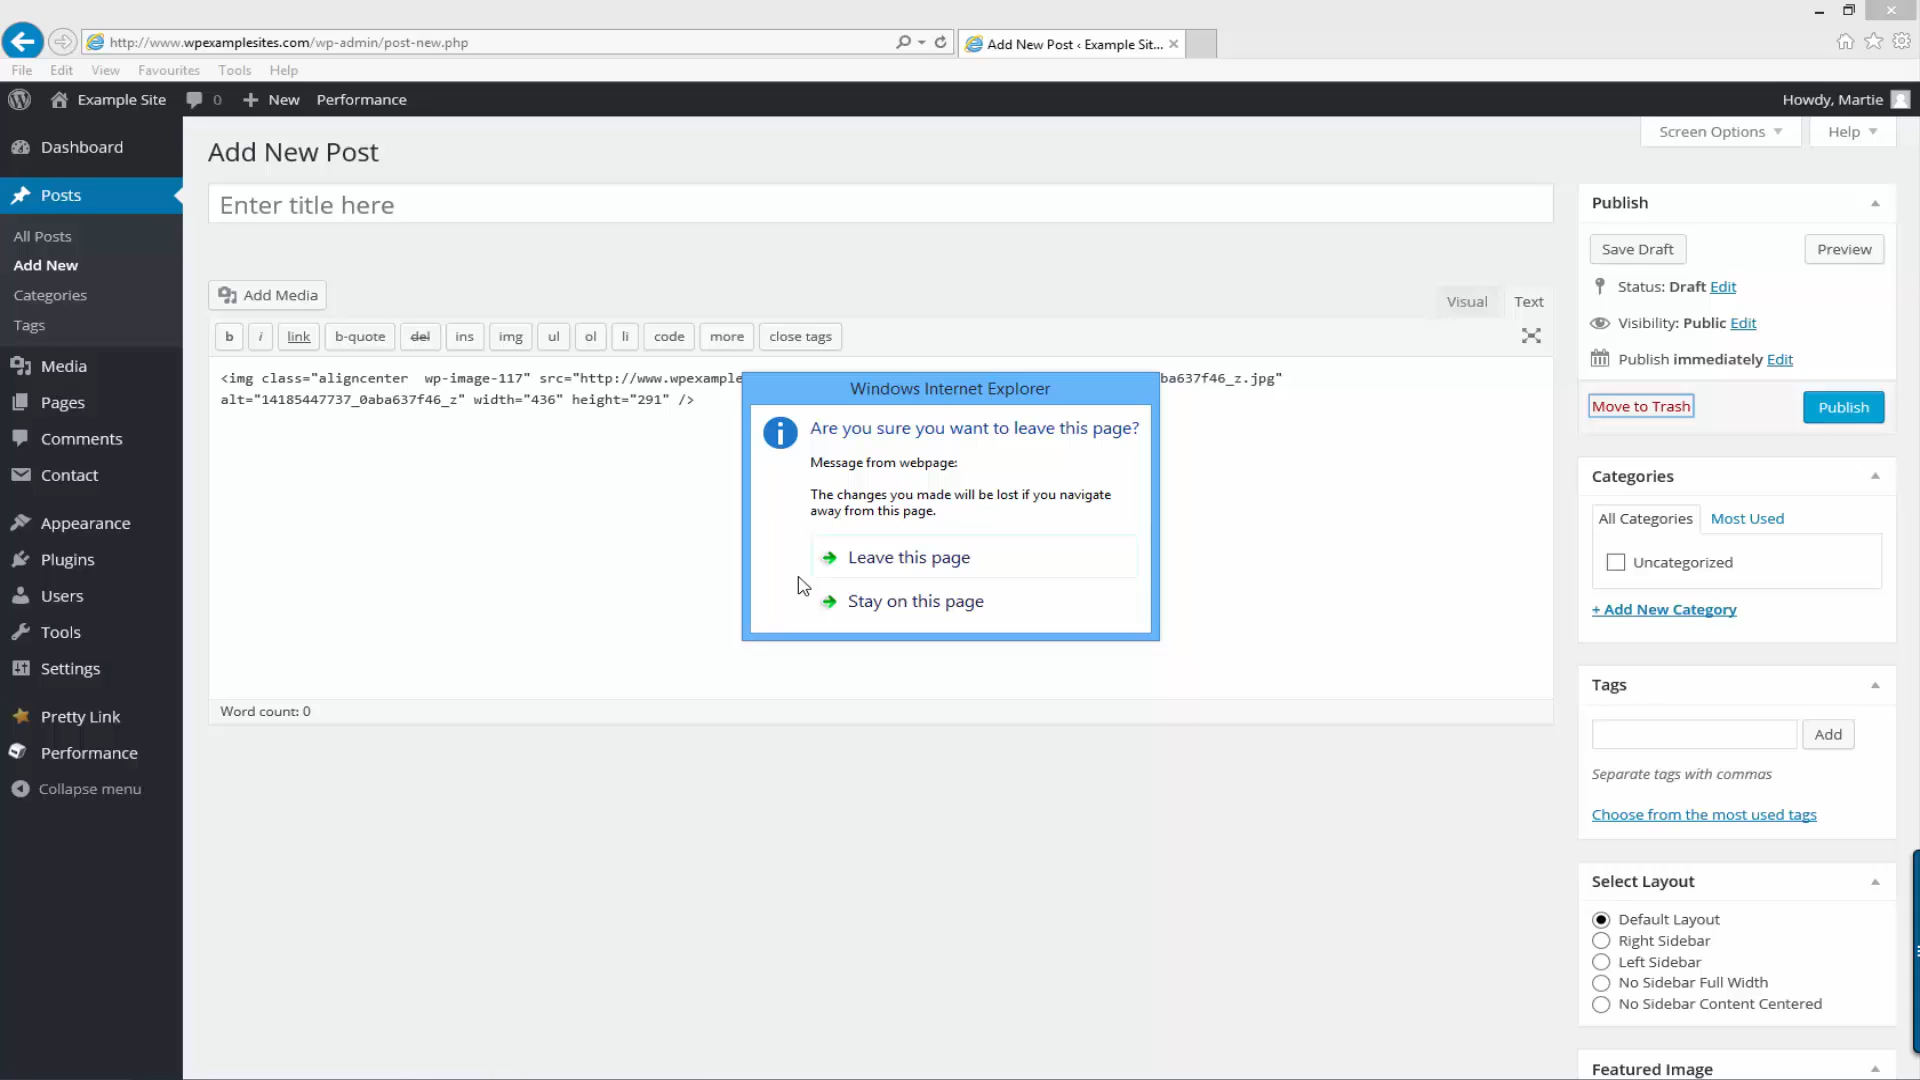 http://www.wpexamplesites.com/wp-admin/post-new.php
Add New Post ‹ Example Sit...
File Edit View Favourites Tools Help
Example Site 0 New Performance
Howdy, Martie
Screen Options
Help
Dashboard
Posts
All Posts
Add New
Categories
Tags
Media
Pages
Comments
Contact
Appearance
Plugins
Users
Tools
Settings
Pretty Link
Performance
Collapse menu
Add New Post
Enter title here
Add Media
Visual Text
b i link b-quote del ins img ul ol li code more close tags
<img class="aligncenter  wp-image-117" src="http://www.wpexample ba637f46_z.jpg"
alt="14185447737_0aba637f46_z" width="436" height="291" />
Word count: 0
Windows Internet Explorer
Are you sure you want to leave this page?
Message from webpage:
The changes you made will be lost if you navigate
away from this page.
Leave this page
Stay on this page
Publish
Save Draft Preview
Status: Draft Edit
Visibility: Public Edit
Publish immediately Edit
Move to Trash Publish
Categories
All Categories Most Used
Uncategorized
+ Add New Category
Tags
Add
Separate tags with commas
Choose from the most used tags
Select Layout
Default Layout
Right Sidebar
Left Sidebar
No Sidebar Full Width
No Sidebar Content Centered
Featured Image